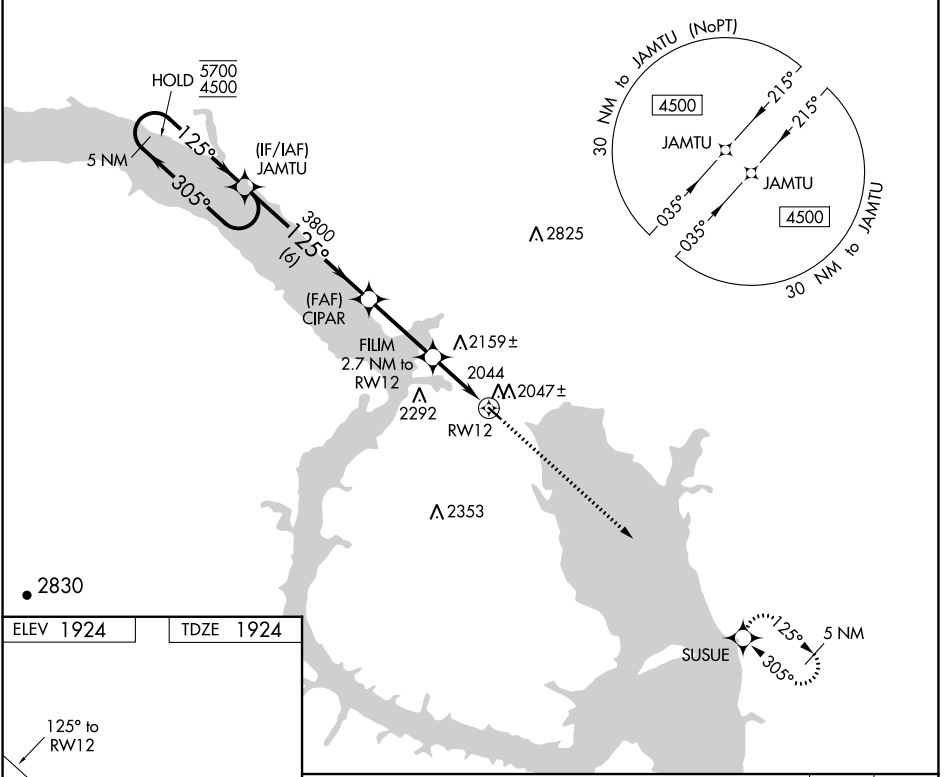 HOLD 5700
4500
125°
5 NM
305°
(IF/IAF)
JAMTU
3800
125°
(6)
(FAF)
CIPAR
FILIM
2.7 NM to
RW12
2159±
2044
2047±
2292
RW12
2825
2353
2830
30 NM to JAMTU (NoPT)
4500
215°
JAMTU
035°
215°
JAMTU
035°
4500
30 NM to JAMTU
SUSUE
125°
305°
5 NM
ELEV 1924
TDZE 1924
125° to
RW12